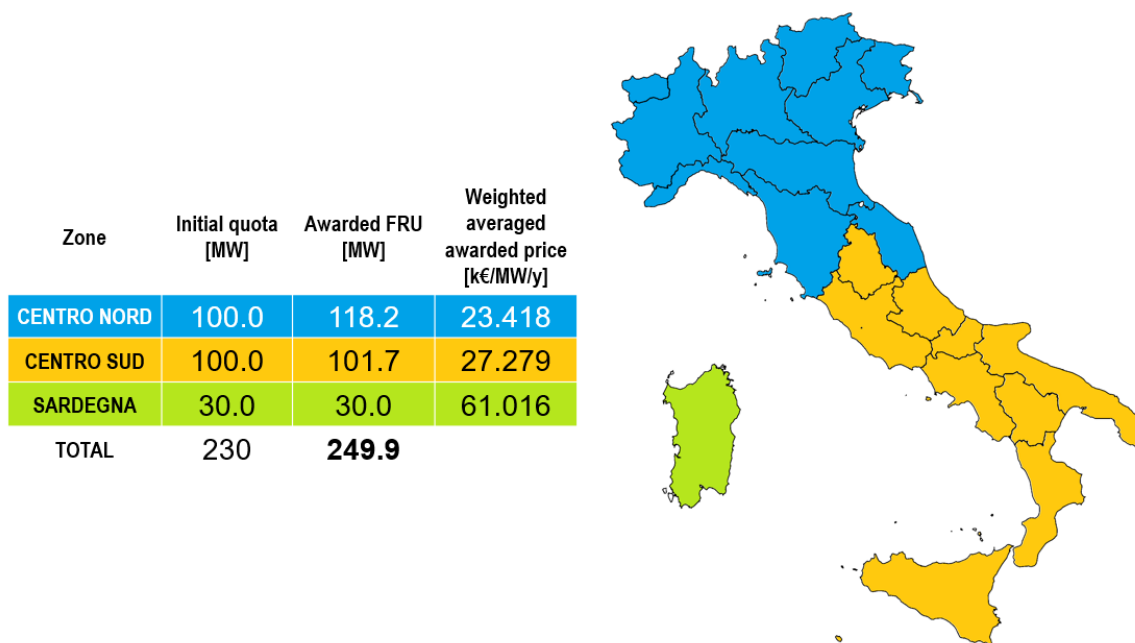 Zone Initial quota [MW] Awarded FRU [MW] Weighted averaged awarded price [k€/MW/y]
CENTRO NORD 100.0 118.2 23.418
CENTRO SUD 100.0 101.7 27.279
SARDEGNA 30.0 30.0 61.016
TOTAL 230 249.9